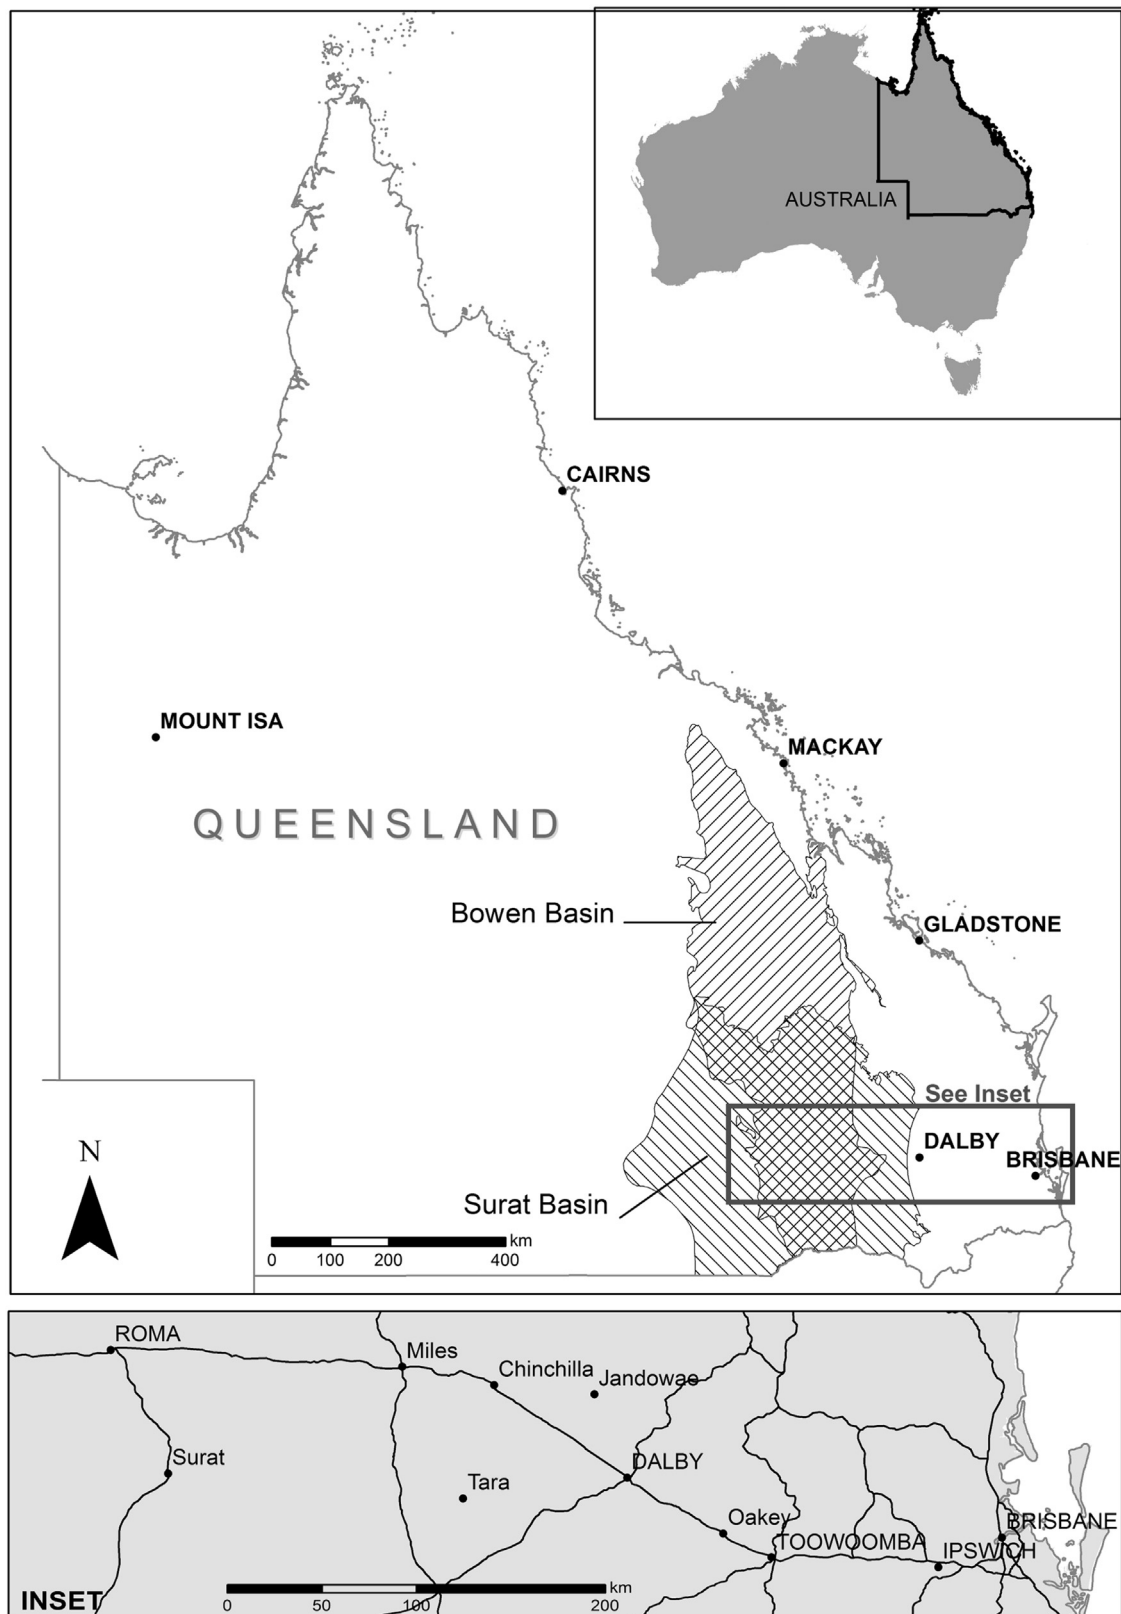 AUSTRALIA
CAIRNS
MOUNT ISA
MACKAY
QUEENSLAND
Bowen Basin
GLADSTONE
See Inset
DALBY
BRISBANE
N
Surat Basin
km
0 100 200 400
ROMA
Miles
Chinchilla
Jandowae
Surat
DALBY
Tara
Oakey
BRISBANE
TOOWOOMBA
IPSWICH
INSET
km
0 50 100 200